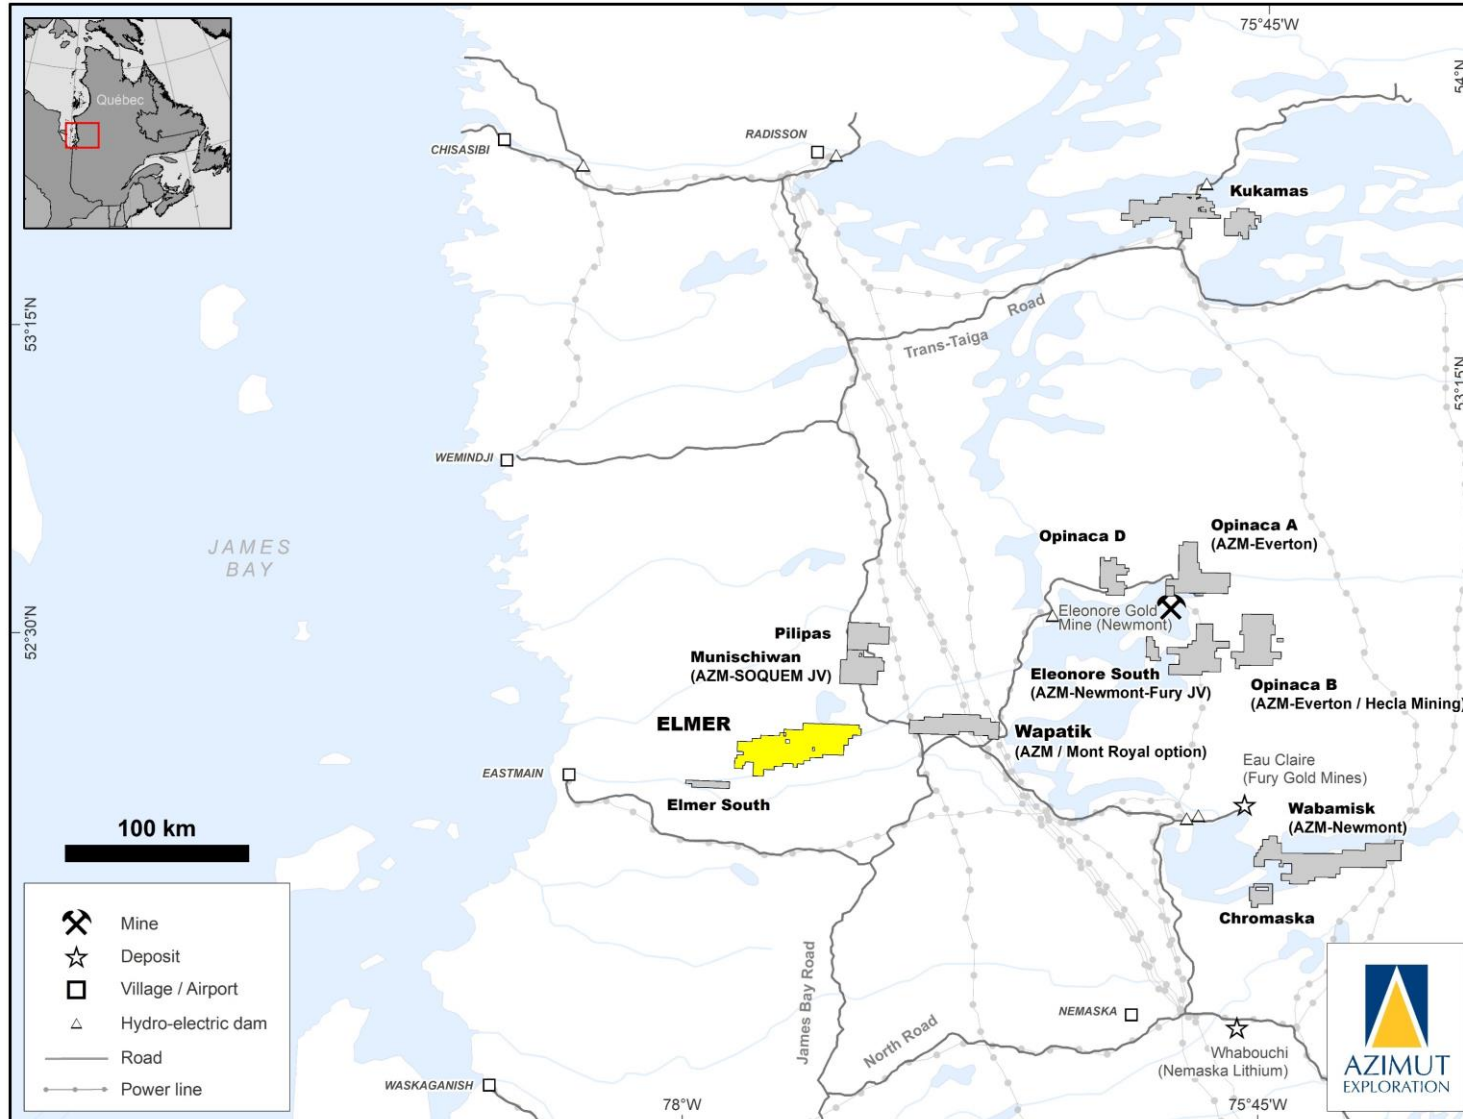 75°45'W
54°N
Québec
RADISSON
CHISASIBI
Kukamas
53°15'N
Trans-Taiga Road
53°15'N
WEMINDJI
JAMES
BAY
Opinaca D
Opinaca A
(AZM-Everton)
Eleonore Gold
Mine (Newmont)
52°30'N
Pilipas
Munischiwan
(AZM-SOQUEM JV)
Eleonore South
(AZM-Newmont-Fury JV)
Opinaca B
(AZM-Everton / Hecla Mining)
ELMER
Wapatik
(AZM / Mont Royal option)
EASTMAIN
Elmer South
Eau Claire
(Fury Gold Mines)
Wabamisk
(AZM-Newmont)
100 km
Chromaska
Mine
Deposit
Village / Airport
Hydro-electric dam
Road
Power line
James Bay Road
North Road
NEMASKA
Whabouchi
(Nemaska Lithium)
WASKAGANISH
78°W
75°45'W
AZIMUT
EXPLORATION